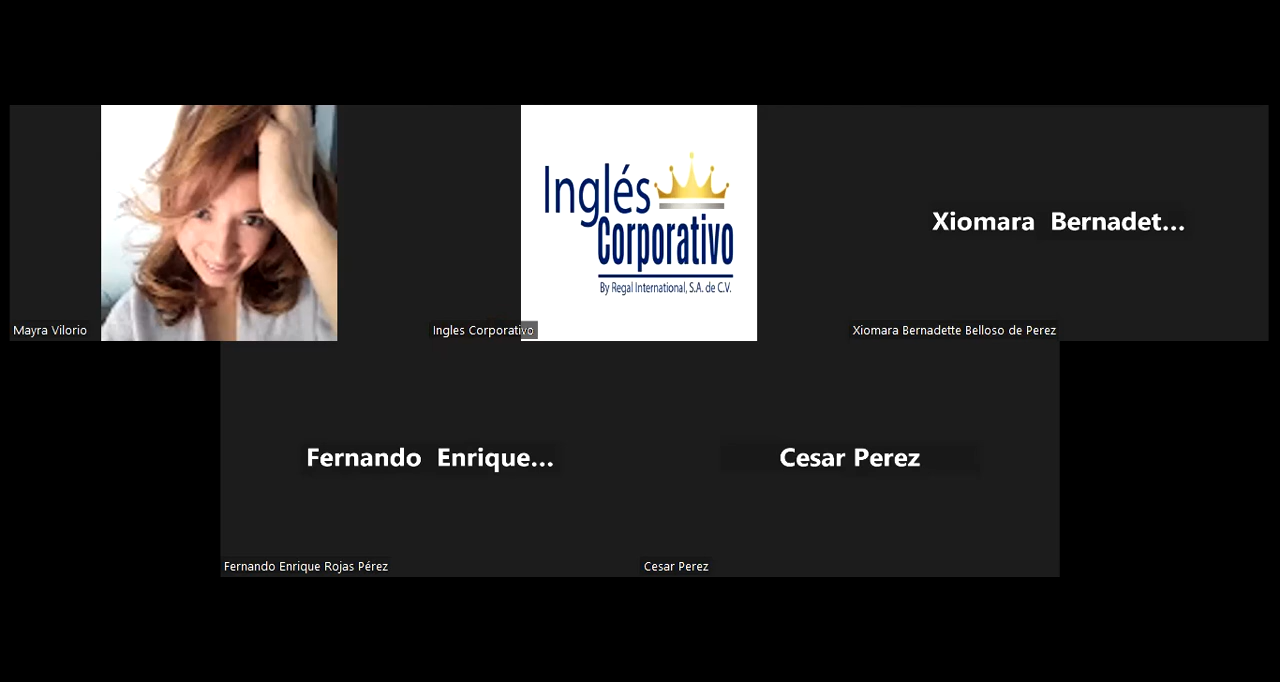 Inglés
Corporativo
By Regal International, S.A. de C.V.
Xiomara Bernadet...
Mayra Vilorio
Ingles Corporativo
Xiomara Bernadette Belloso de Perez
Fernando Enrique...
Cesar Perez
Fernando Enrique Rojas Pérez
Cesar Perez